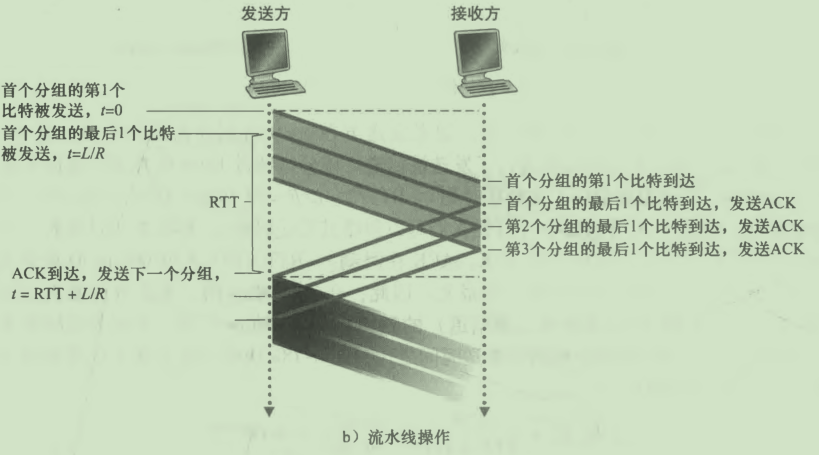 发送方
接收方
首个分组的第1个
比特被发送，t=0
首个分组的最后1个比特
被发送，t=L/R
RTT
首个分组的第1个比特到达
首个分组的最后1个比特到达，发送ACK
第2个分组的最后1个比特到达，发送ACK
第3个分组的最后1个比特到达，发送ACK
ACK到达，发送下一个分组，
t = RTT + L/R
b）流水线操作